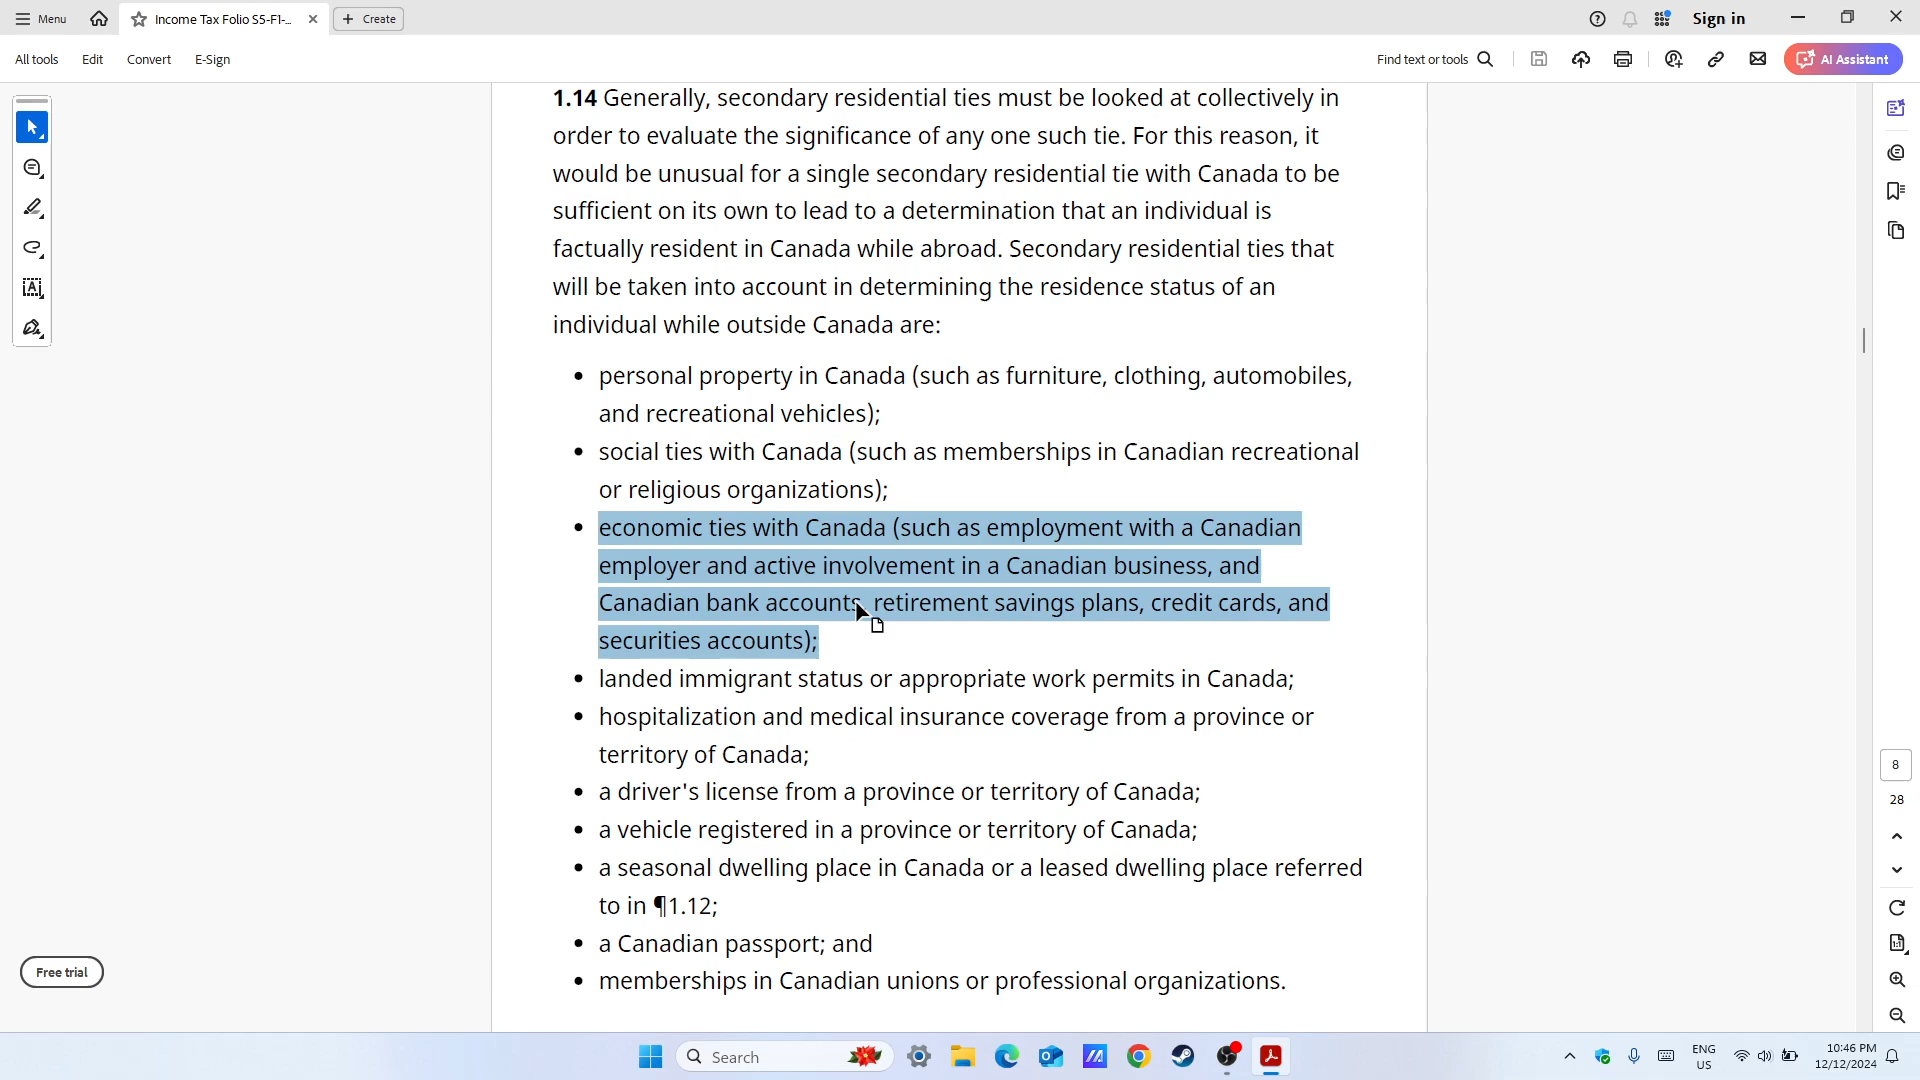 Menu
Income Tax Folio S5-F1-...
Create
Sign in
All tools
Edit
Convert
E-Sign
Find text or tools
AI Assistant
1.14 Generally, secondary residential ties must be looked at collectively in
order to evaluate the significance of any one such tie. For this reason, it
would be unusual for a single secondary residential tie with Canada to be
sufficient on its own to lead to a determination that an individual is
factually resident in Canada while abroad. Secondary residential ties that
will be taken into account in determining the residence status of an
individual while outside Canada are:
• personal property in Canada (such as furniture, clothing, automobiles,
and recreational vehicles);
• social ties with Canada (such as memberships in Canadian recreational
or religious organizations);
• economic ties with Canada (such as employment with a Canadian
employer and active involvement in a Canadian business, and
Canadian bank accounts, retirement savings plans, credit cards, and
securities accounts);
• landed immigrant status or appropriate work permits in Canada;
• hospitalization and medical insurance coverage from a province or
territory of Canada;
• a driver's license from a province or territory of Canada;
• a vehicle registered in a province or territory of Canada;
• a seasonal dwelling place in Canada or a leased dwelling place referred
to in ¶1.12;
• a Canadian passport; and
• memberships in Canadian unions or professional organizations.
8
28
Free trial
Search
ENG
US
10:46 PM
12/12/2024